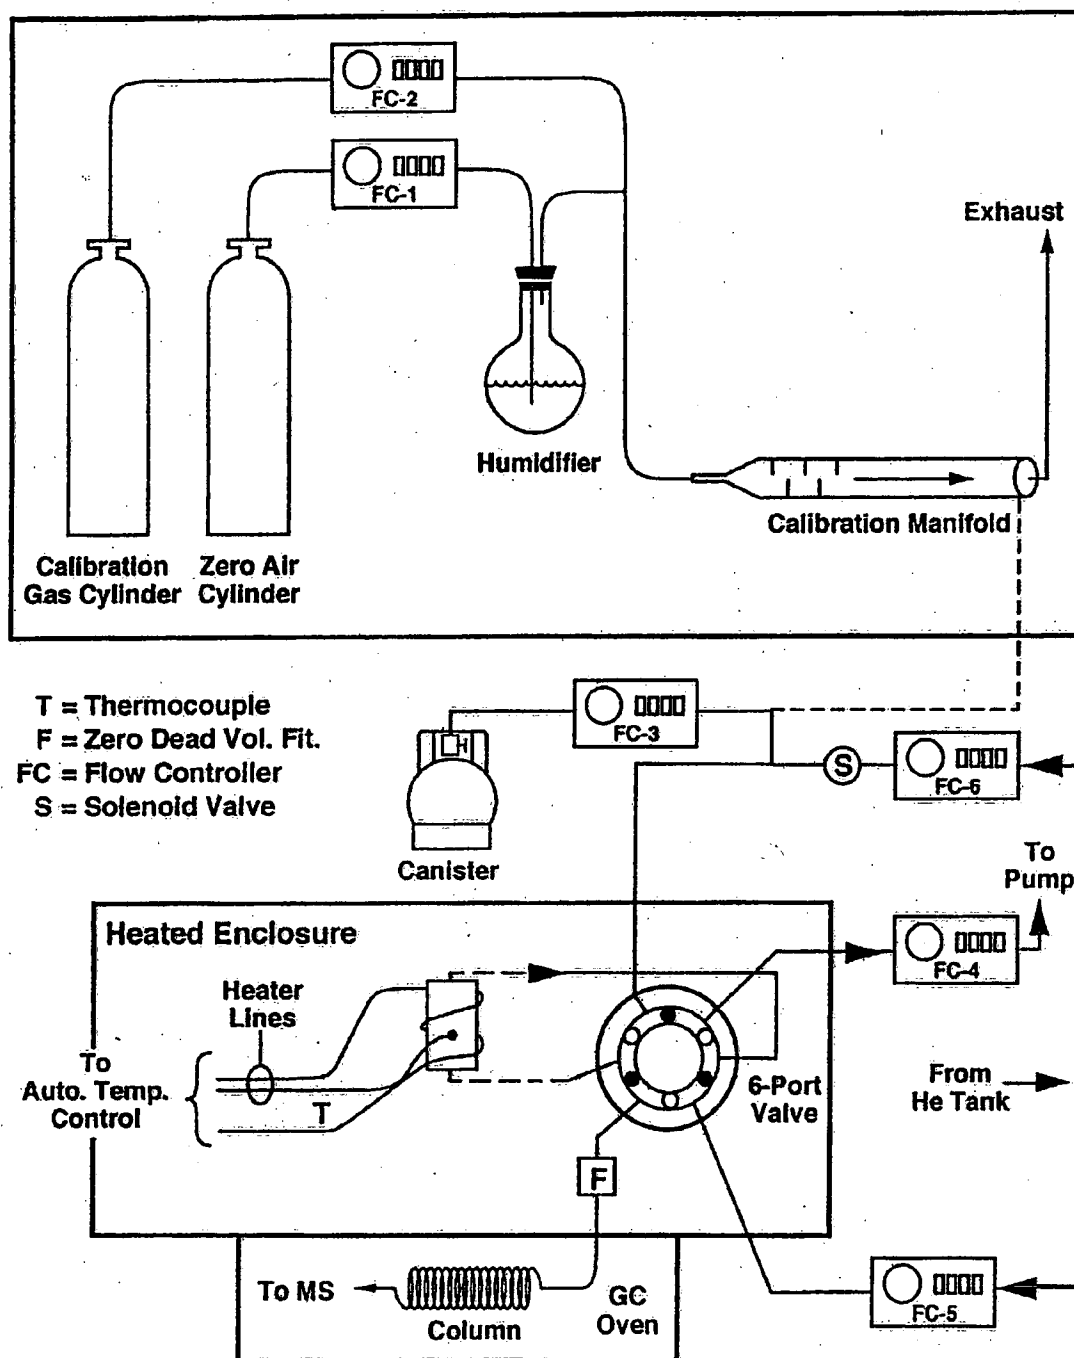 FC-2
FC-1
Exhaust
Humidifier
Calibration Manifold
Calibration
Gas Cylinder
Zero Air
Cylinder
T = Thermocouple
F = Zero Dead Vol. Fit.
FC = Flow Controller
S = Solenoid Valve
FC-3
S
FC-6
Canister
To
Pump
FC-4
Heated Enclosure
Heater
Lines
To
Auto. Temp.
Control
T
6-Port
Valve
From
He Tank
F
To MS
Column
GC
Oven
FC-5